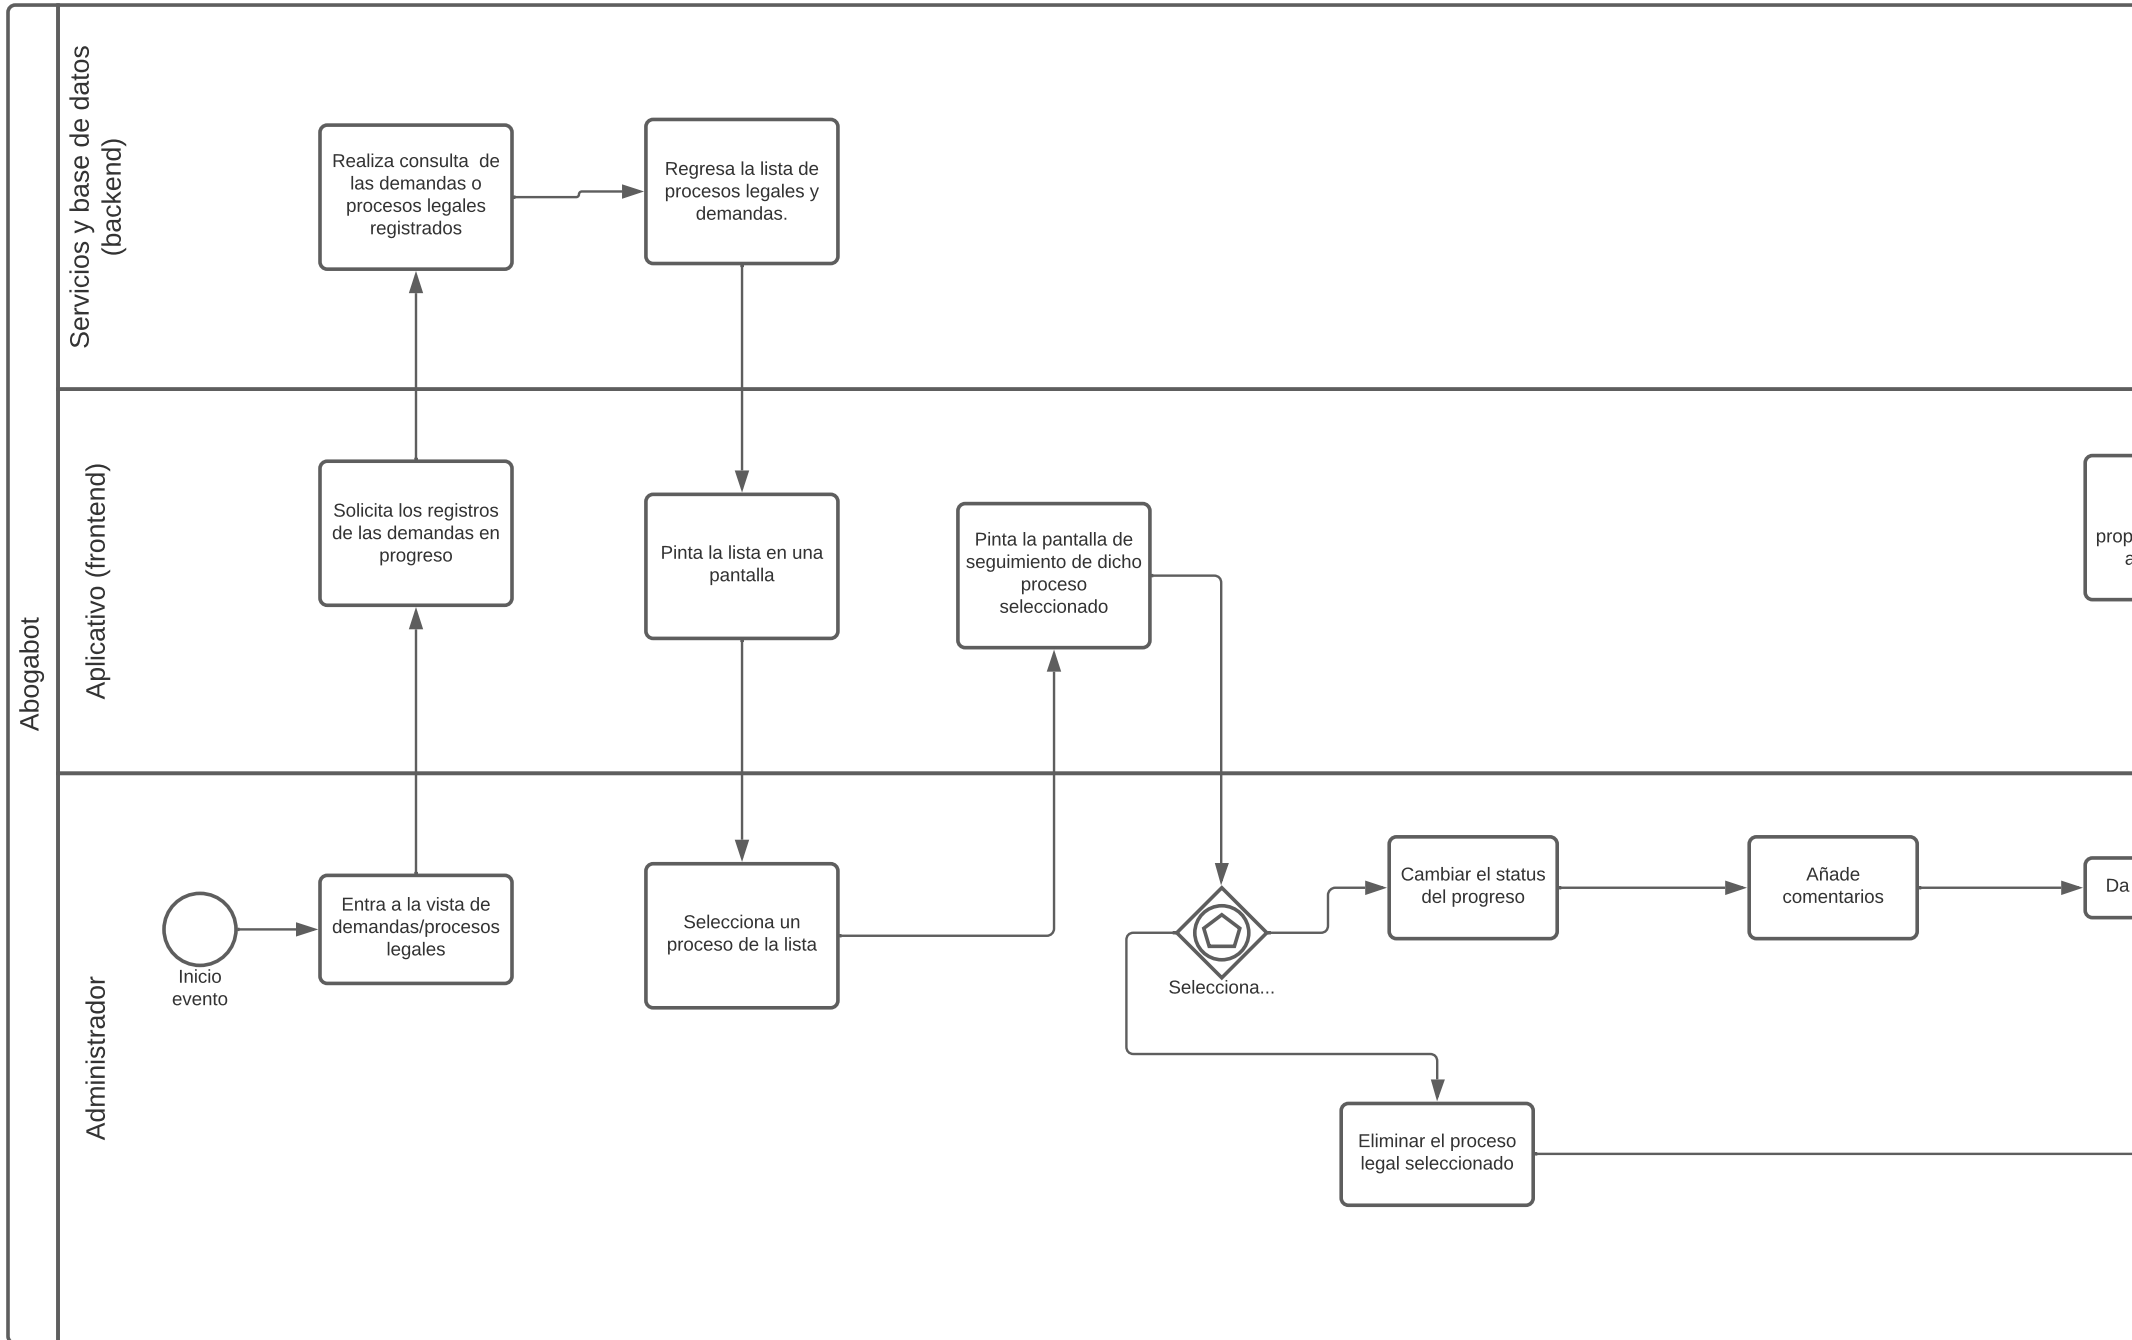 Abogabot
Servicios y base de datos
(backend)
Realiza consulta  de
las demandas o
procesos legales
registrados
Regresa la lista de
procesos legales y
demandas.
Aplicativo (frontend)
Solicita los registros
de las demandas en
progreso
Pinta la lista en una
pantalla
Pinta la pantalla de
seguimiento de dicho
proceso
seleccionado
Administrador
Inicio
evento
Entra a la vista de
demandas/procesos
legales
Selecciona un
proceso de la lista
Selecciona...
Cambiar el status
del progreso
Añade
comentarios
Da
Eliminar el proceso
legal seleccionado